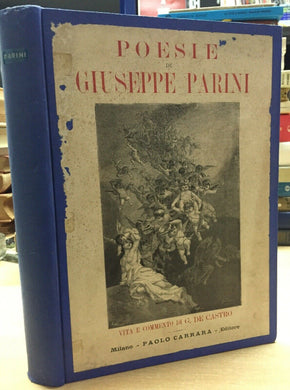 POESIE
DI
GIUSEPPE PARINI
VITA E COMMENTO DI G. DE CASTRO
Milano - PAOLO CARRARA - Editore
PARINI